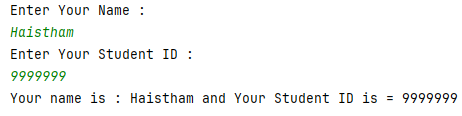 Enter Your Name :
Haistham
Enter Your Student ID :
9999999
Your name is : Haistham and Your Student ID is = 9999999